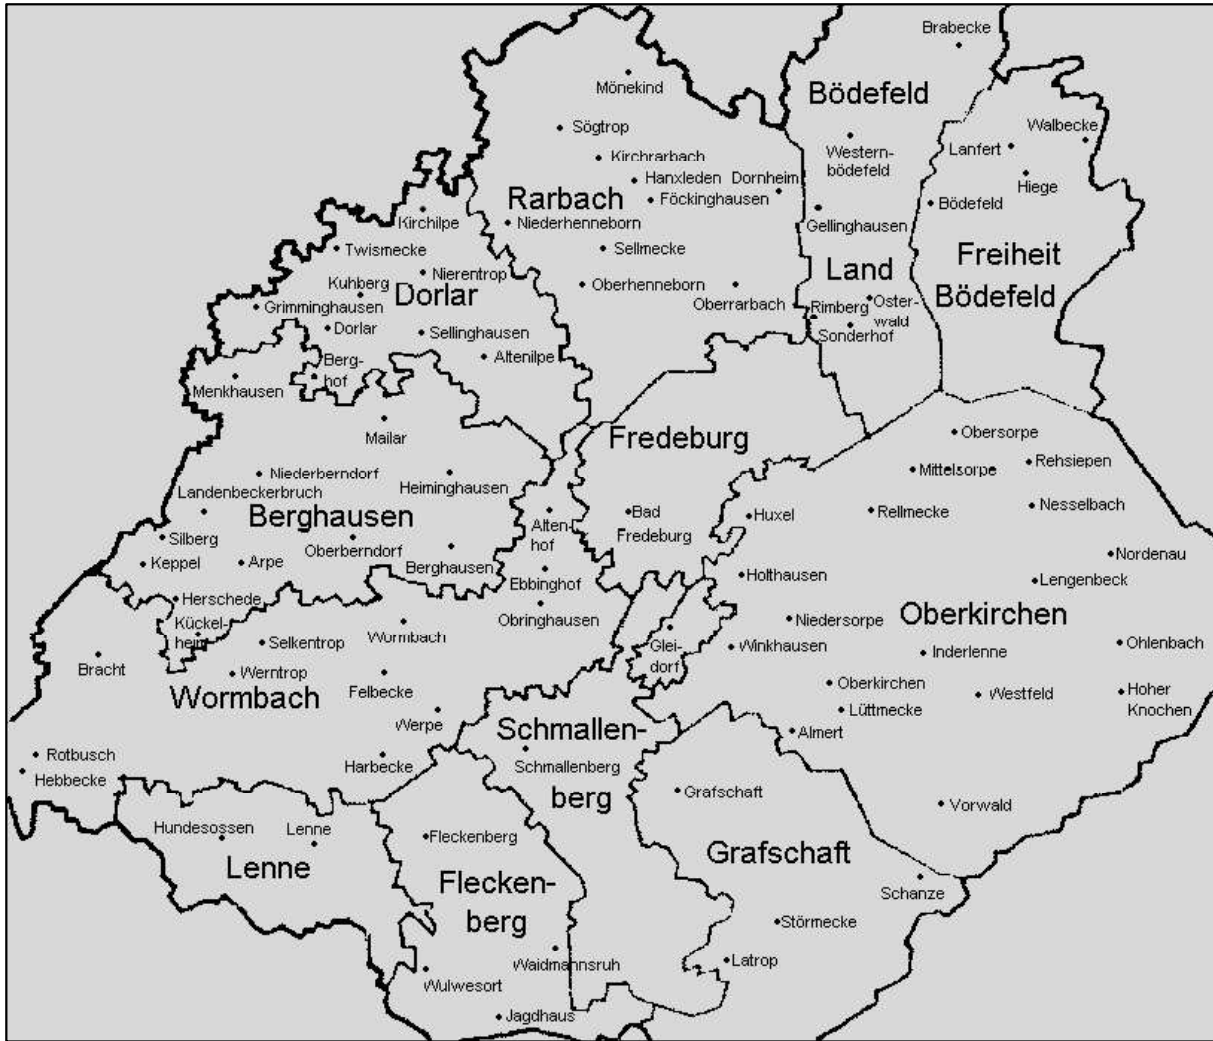 Brabecke
Mönekind
Bödefeld
Sögtrop
Walbecke
Western-
bödefeld
Lanfert
Kirchrarbach
Hanxleden
Dornheim
Hiege
Rarbach
Föckinghausen
Bödefeld
Kirchilpe
Niederhenneborn
Gellinghausen
Twismecke
Sellmecke
Freiheit
Bödefeld
Land
Nierentrop
Kuhberg
Dorlar
Oberhenneborn
Oberrarbach
Rimberg
Oster-
wald
Grimminghausen
Dorlar
Sellinghausen
Sonderhof
Altenilpe
Berg-
hof
Menkhausen
Mailar
Fredeburg
Obersorpe
Niederberndorf
Mittelsorpe
Rehsiepen
Landenbeckerbruch
Heiminghausen
Berghausen
Alten-
hof
Bad
Fredeburg
Huxel
Rellmecke
Nesselbach
Silberg
Oberberndorf
Nordenau
Keppel
Arpe
Berghausen
Ebbinghof
Holthausen
Lengenbeck
Herschede
Obringhausen
Oberkirchen
Kückel-
heim
Selkentrop
Wormbach
Niedersorpe
Glei-
dorf
Winkhausen
Inderlenne
Ohlenbach
Bracht
Werntrop
Felbecke
Oberkirchen
Westfeld
Hoher
Knochen
Wormbach
Werpe
Lüttmecke
Schmallen-
berg
Almert
Rotbusch
Harbecke
Schmallenberg
Hebbecke
Grafschaft
Vorwald
Hundesossen
Lenne
Fleckenberg
Lenne
Grafschaft
Flecken-
berg
Schanze
Störmecke
Waidmannsruh
Latrop
Wulwesort
Jagdhaus